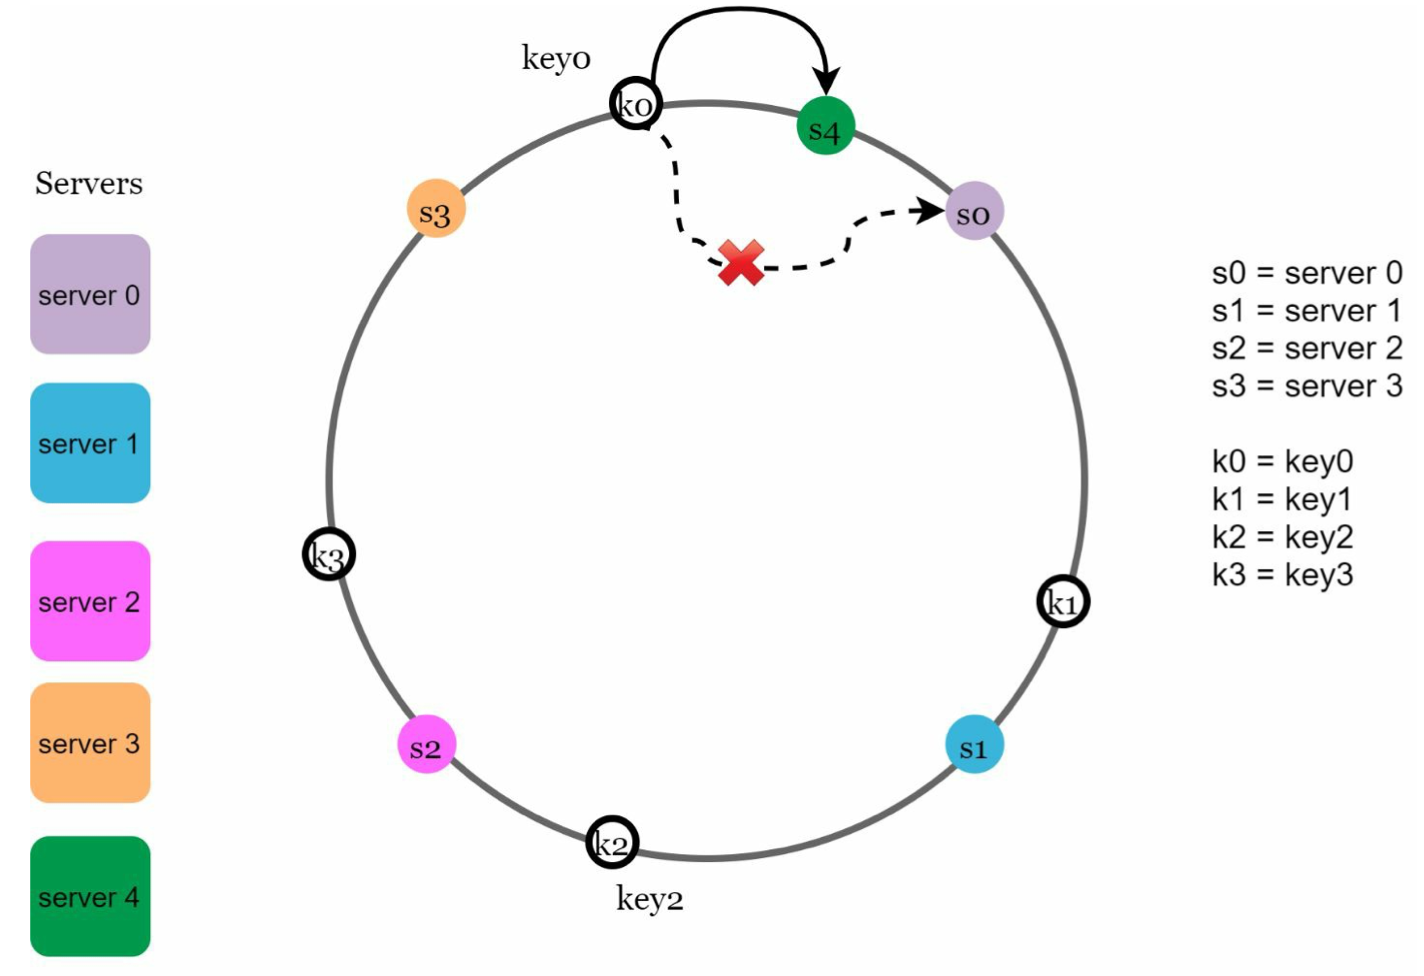 key0
k0
s4
s3
s0
Servers
server 0
server 1
server 2
server 3
server 4
k3
k1
s2
s1
k2
key2
s0 = server 0
s1 = server 1
s2 = server 2
s3 = server 3
k0 = key0
k1 = key1
k2 = key2
k3 = key3